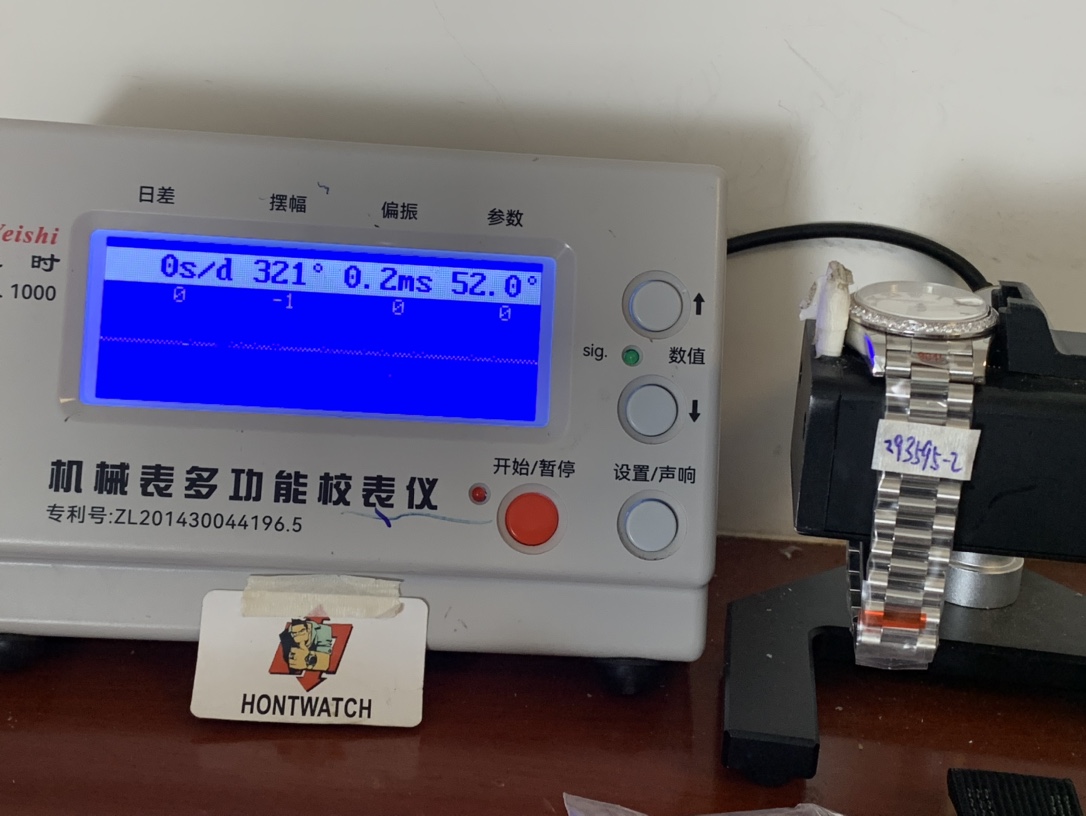 日差 摆幅 偏振 参数
eishi
时
. 1000
0s/d 321° 0.2ms 52.0°
0 -1 0 0
sig.
数值
开始/暂停
设置/声响
机械表多功能校表仪
专利号:ZL201430044196.5
293595-2
HONTWATCH